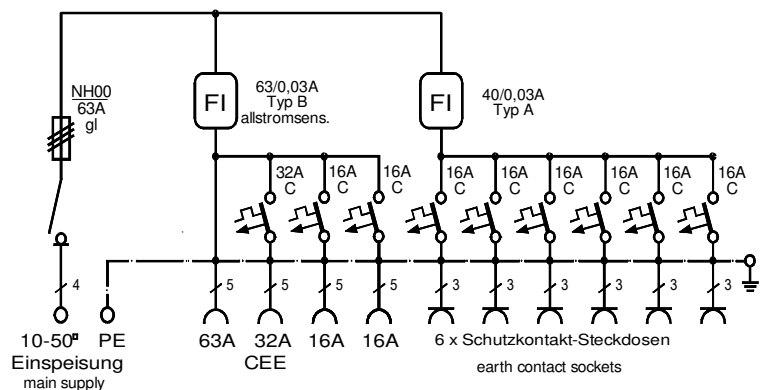 NH00
63A
gl
FI
63/0,03A
Typ B
allstromsens.
FI
40/0,03A
Typ A
32A
C
16A
C
16A
C
16A
C
16A
C
16A
C
16A
C
16A
C
16A
C
4
5
5
5
5
3
3
3
3
3
3
10-50¤ PE
Einspeisung
main supply
63A 32A 16A 16A
CEE
6 x Schutzkontakt-Steckdosen
earth contact sockets